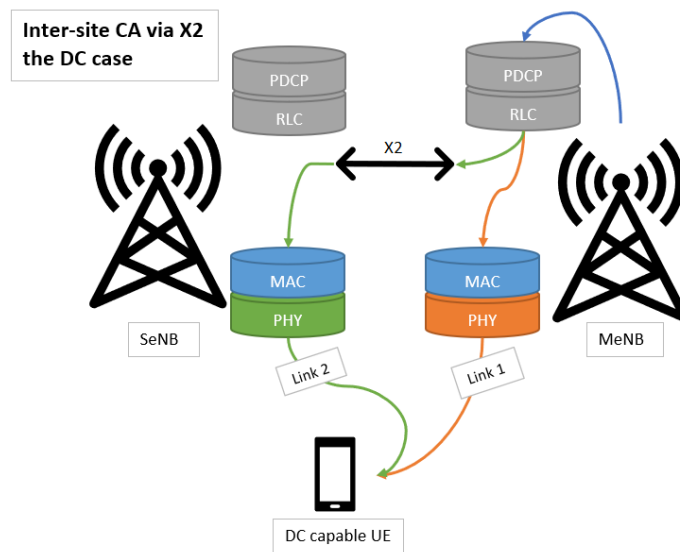 Inter-site CA via X2
the DC case
PDCP
RLC
PDCP
RLC
X2
MAC
PHY
MAC
PHY
SeNB
MeNB
Link 2
Link 1
DC capable UE